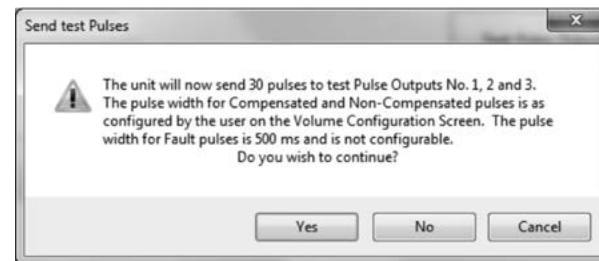 Send test Pulses
The unit will now send 30 pulses to test Pulse Outputs No. 1, 2 and 3.
The pulse width for Compensated and Non-Compensated pulses is as
configured by the user on the Volume Configuration Screen. The pulse
width for Fault pulses is 500 ms and is not configurable.
Do you wish to continue?
Yes No Cancel